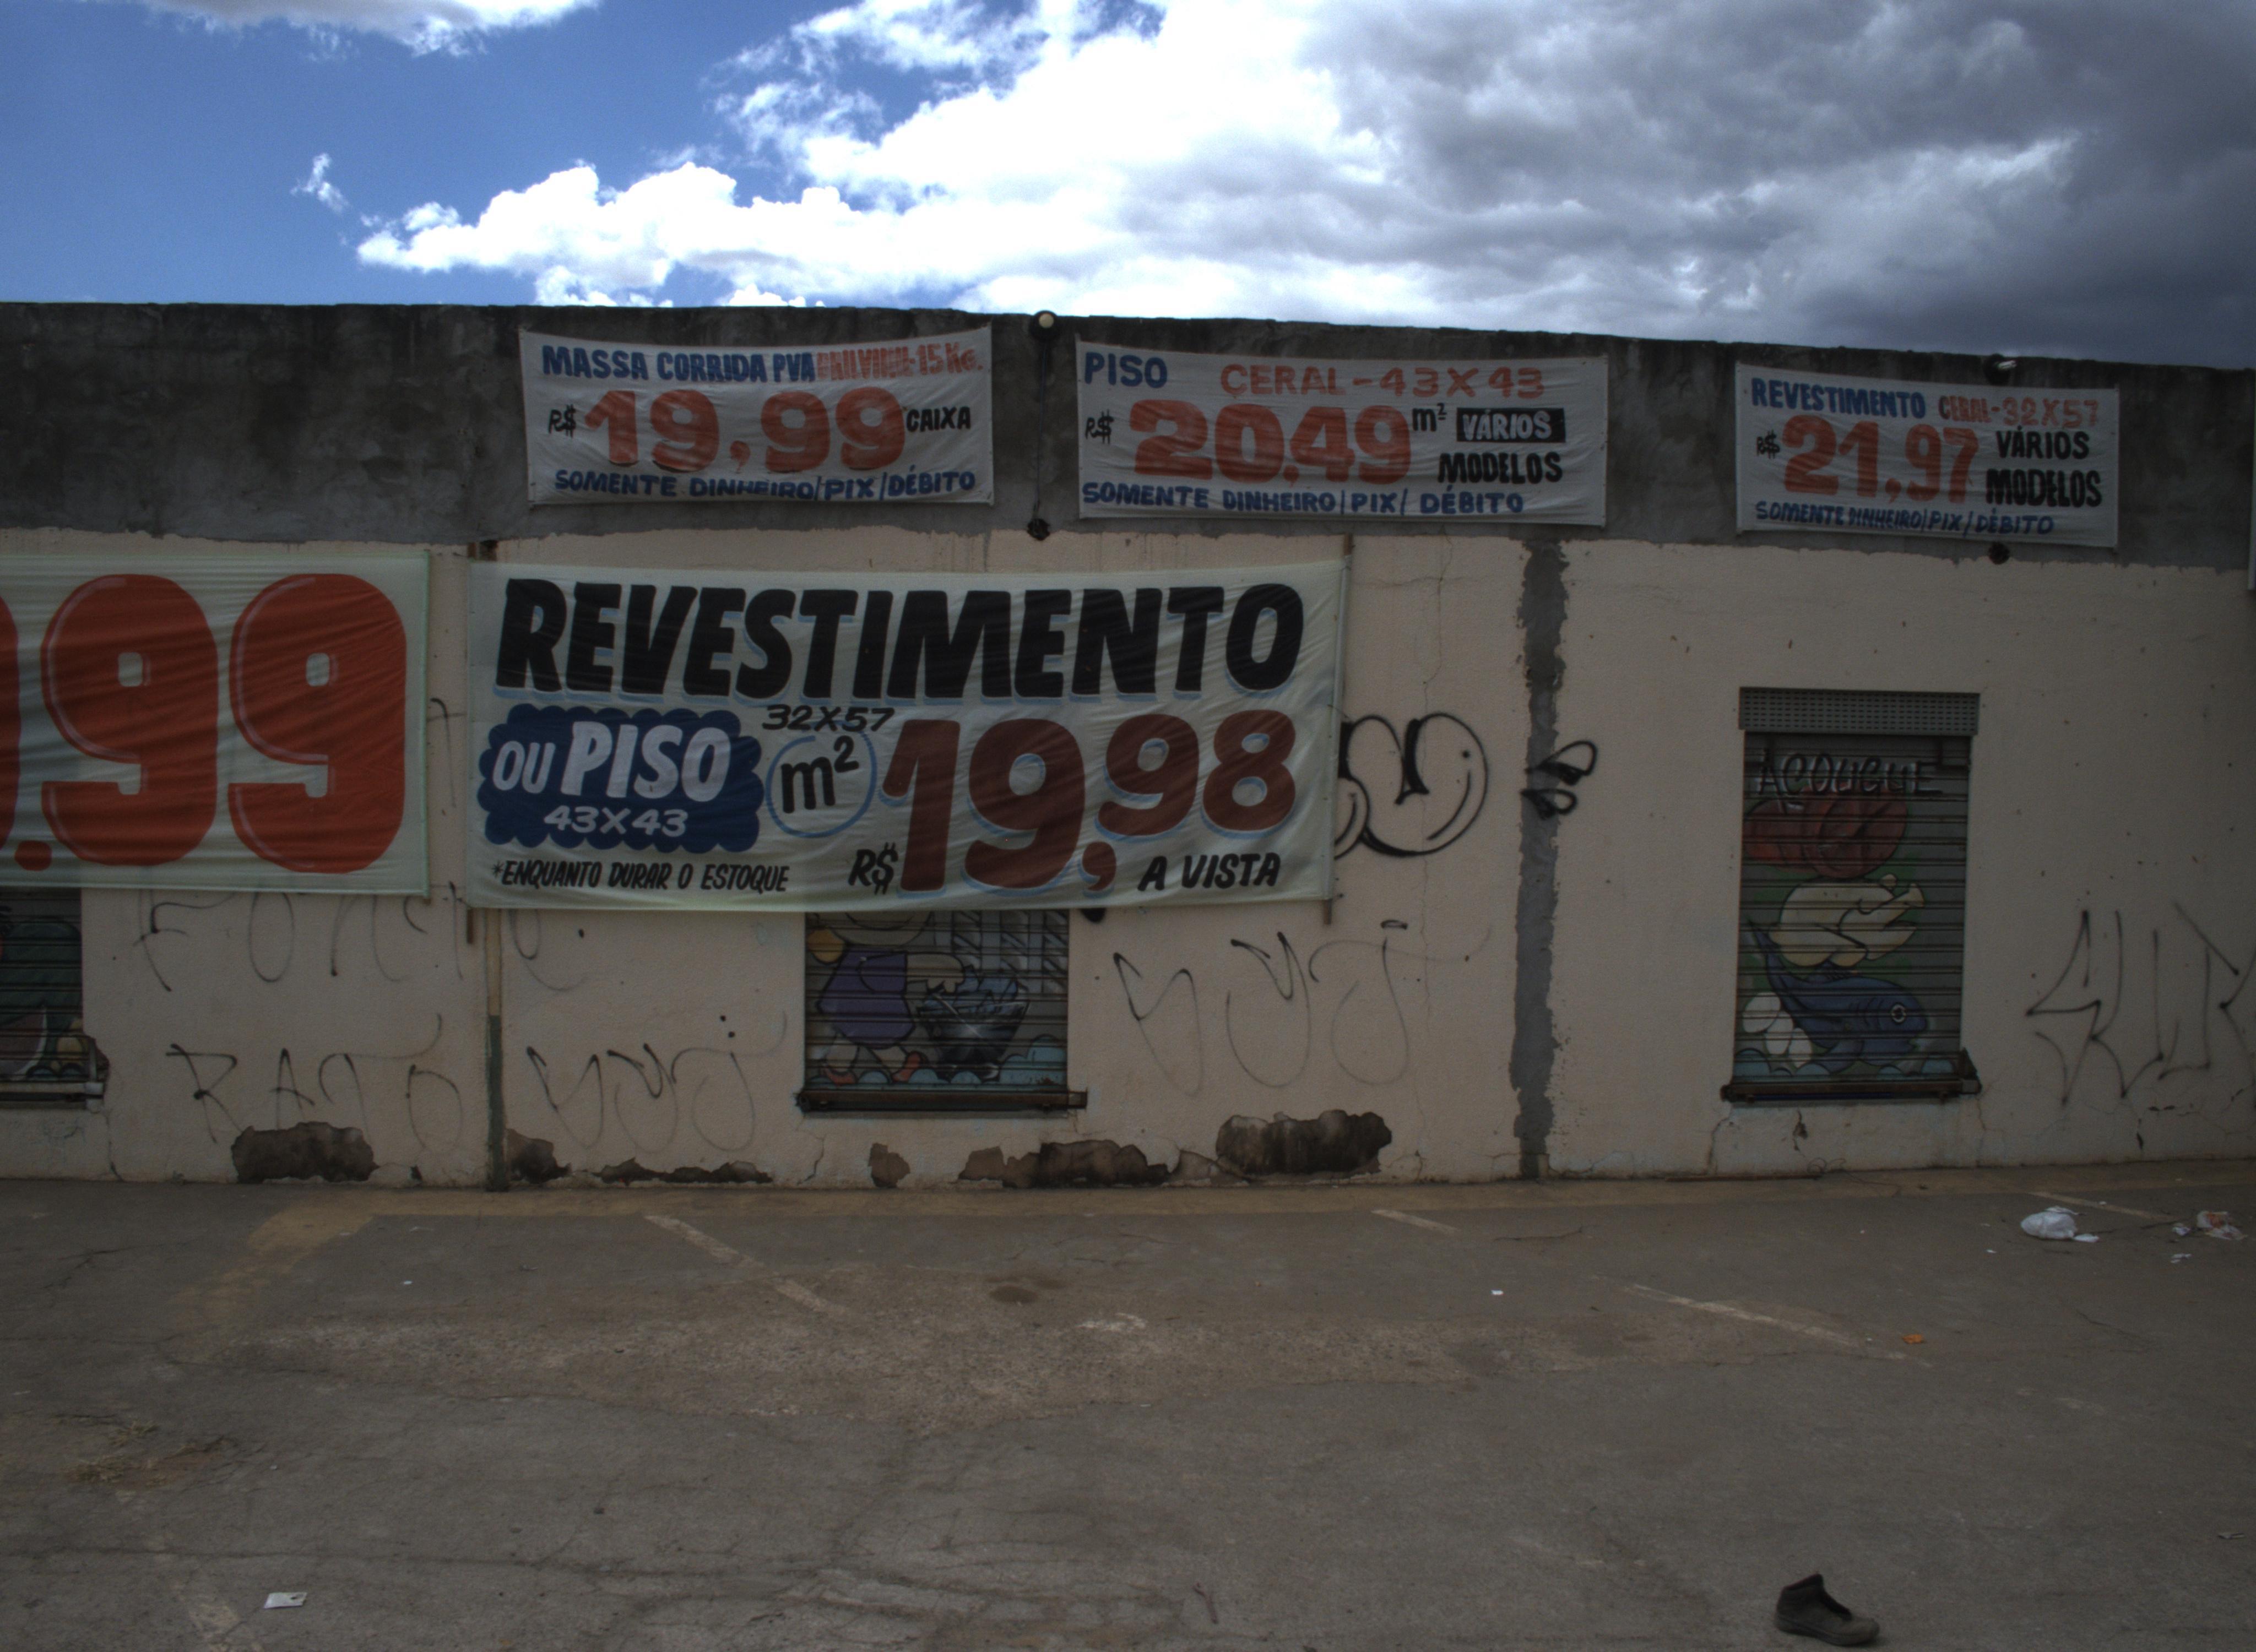 MASSA CORRIDA PVA 15 KG.
R$ 19,99 CAIXA
SOMENTE DINHEIRO/PIX/DÉBITO
PISO CERAL-43X43
R$ 20,49 m² VÁRIOS
MODELOS
SOMENTE DINHEIRO/PIX/ DÉBITO
REVESTIMENTO CERAL-32X57
R$ 21,97 VÁRIOS
MODELOS
SOMENTE DINHEIRO/PIX/DÉBITO
.99
REVESTIMENTO
32X57
OU PISO m² 19,98
43X43
*ENQUANTO DURAR O ESTOQUE R$ A VISTA
AÇOUGUE